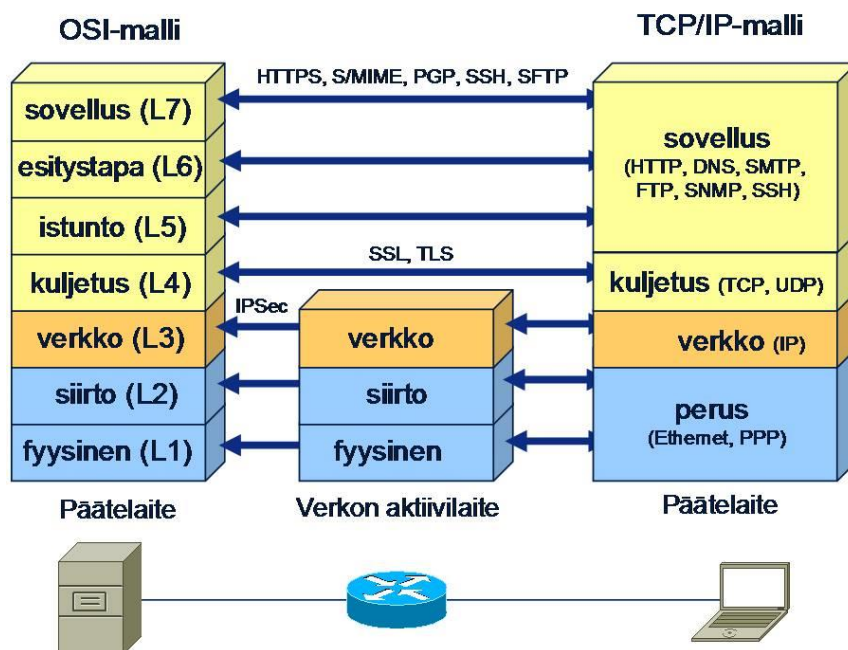 OSI-malli
TCP/IP-malli
HTTPS, S/MIME, PGP, SSH, SFTP
sovellus (L7)
esitystapa (L6)
istunto (L5)
sovellus
(HTTP, DNS, SMTP,
FTP, SNMP, SSH)
SSL, TLS
kuljetus (L4)
kuljetus (TCP, UDP)
IPSec
verkko (L3)
verkko
verkko (IP)
siirto (L2)
siirto
perus
(Ethernet, PPP)
fyysinen (L1)
fyysinen
Päätelaite
Verkon aktiivilaite
Päätelaite